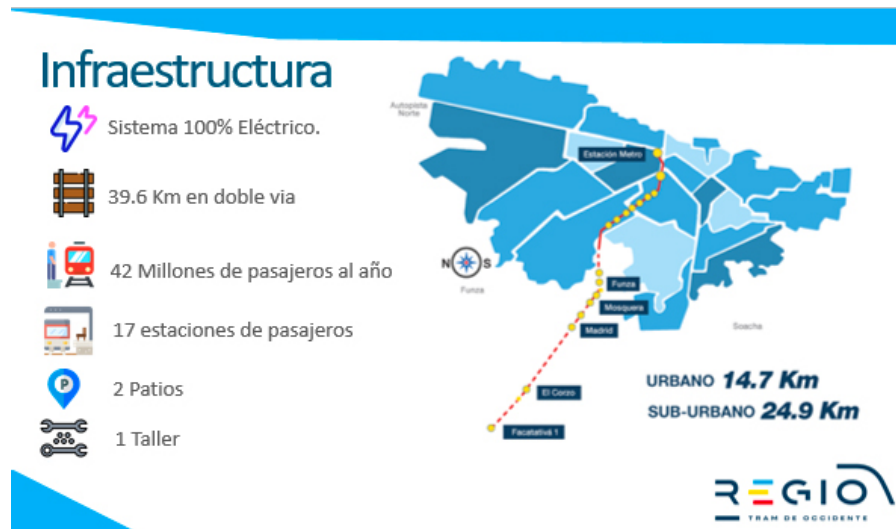 Infraestructura
Sistema 100% Eléctrico.
39.6 Km en doble via
42 Millones de pasajeros al año
17 estaciones de pasajeros
P
2 Patios
1 Taller
Autopista
Norte
Estación Metro
N S
Funza
Funza
Mosquera
Madrid
Soacha
El Corzo
Facatativá 1
URBANO 14.7 Km
SUB-URBANO 24.9 Km
REGIO
TRAM DE OCCIDENTE